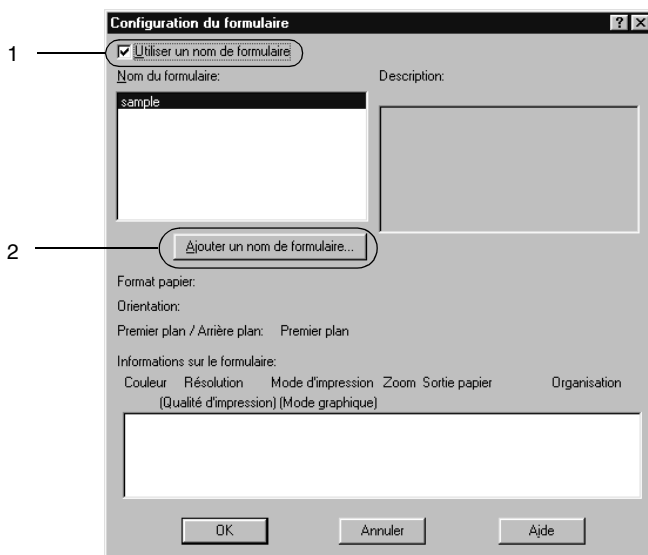 Configuration du formulaire
1
Utiliser un nom de formulaire
Nom du formulaire: Description:
sample
2
Ajouter un nom de formulaire...
Format papier:
Orientation:
Premier plan / Arrière plan: Premier plan
Informations sur le formulaire:
Couleur Résolution Mode d'impression Zoom Sortie papier Organisation
(Qualité d'impression) (Mode graphique)
OK Annuler Aide